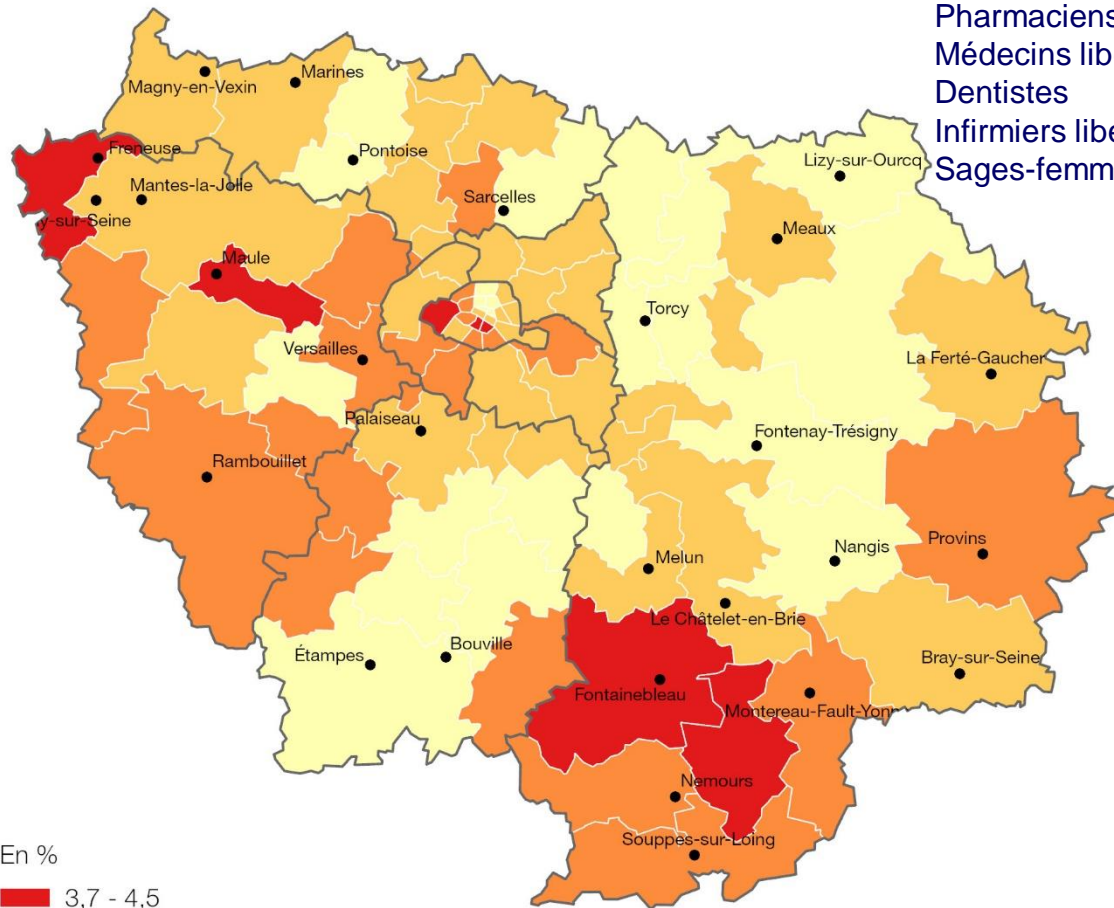 Pharmaciens
Médecins lib
Dentistes
Infirmiers libé
Sages-femm
Magny-en-Vexin
Marines
Freneuse
Pontoise
Lizy-sur-Ourcq
Mantes-la-Jolie
Sarcelles
y-sur-Seine
Meaux
Maule
Torcy
Versailles
La Ferté-Gaucher
Palaiseau
Fontenay-Trésigny
Rambouillet
Provins
Melun
Nangis
Le Châtelet-en-Brie
Étampes
Bouville
Bray-sur-Seine
Fontainebleau
Montereau-Fault-Yonn
Nemours
Souppes-sur-Loing
En %
3,7 - 4,5